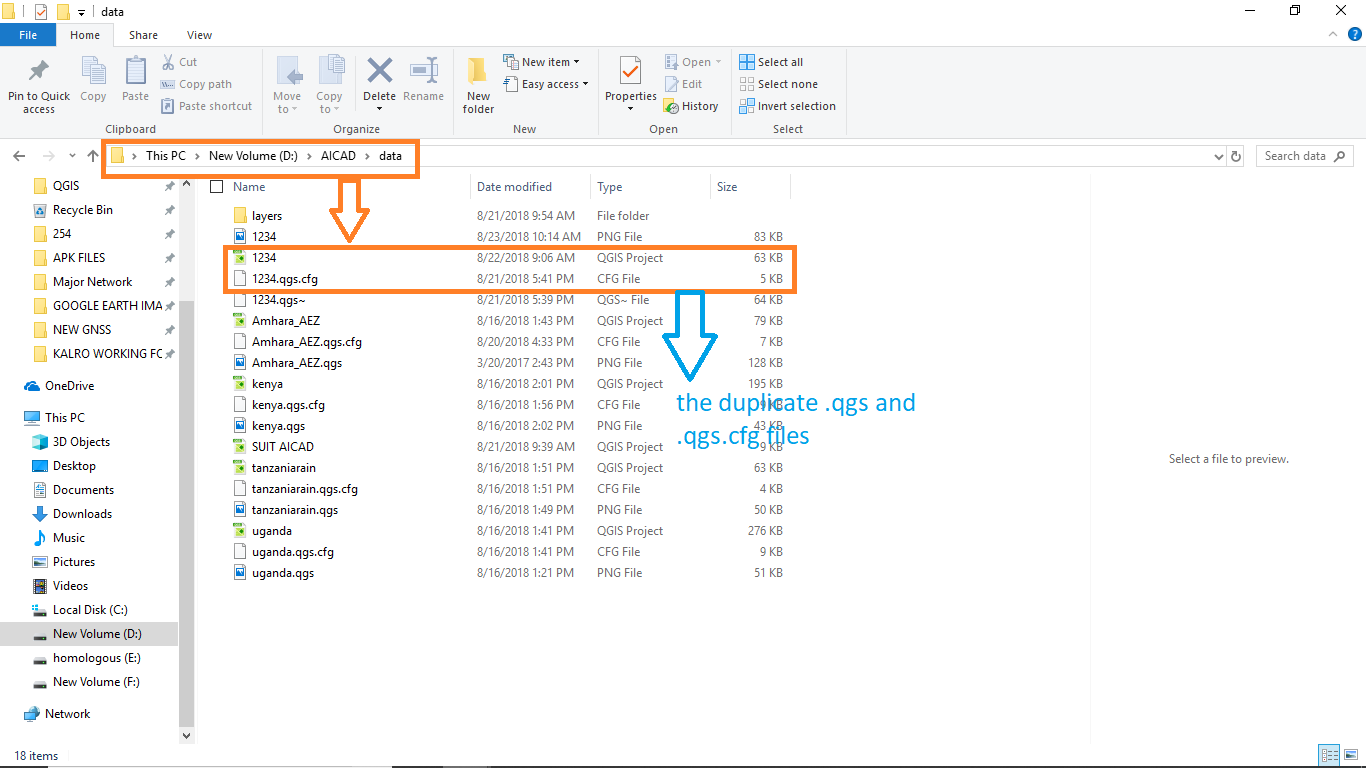 data
File Home Share View
Pin to Quick access
Copy
Paste
Cut
Copy path
Paste shortcut
Clipboard
Move to
Copy to
Delete
Rename
Organize
New folder
New item
Easy access
New
Properties
Open
Edit
History
Open
Select all
Select none
Invert selection
Select
This PC > New Volume (D:) > AICAD > data
Search data
QGIS
Recycle Bin
254
APK FILES
Major Network
GOOGLE EARTH IMA
NEW GNSS
KALRO WORKING FC
OneDrive
This PC
3D Objects
Desktop
Documents
Downloads
Music
Pictures
Videos
Local Disk (C:)
New Volume (D:)
homologous (E:)
New Volume (F:)
Network
Name Date modified Type Size
layers 8/21/2018 9:54 AM File folder
1234 8/23/2018 10:14 AM PNG File 83 KB
1234 8/22/2018 9:06 AM QGIS Project 63 KB
1234.qgs.cfg 8/21/2018 5:41 PM CFG File 5 KB
1234.qgs~ 8/21/2018 5:39 PM QGS~ File 64 KB
Amhara_AEZ 8/16/2018 1:43 PM QGIS Project 79 KB
Amhara_AEZ.qgs.cfg 8/20/2018 4:33 PM CFG File 7 KB
Amhara_AEZ.qgs 3/20/2017 2:43 PM PNG File 128 KB
kenya 8/16/2018 2:01 PM QGIS Project 195 KB
kenya.qgs.cfg 8/16/2018 1:56 PM CFG File 9 KB
kenya.qgs 8/16/2018 2:02 PM PNG File 43 KB
SUIT AICAD 8/21/2018 9:39 AM QGIS Project 9 KB
tanzaniarain 8/16/2018 1:51 PM QGIS Project 63 KB
tanzaniarain.qgs.cfg 8/16/2018 1:51 PM CFG File 4 KB
tanzaniarain.qgs 8/16/2018 1:49 PM PNG File 50 KB
uganda 8/16/2018 1:41 PM QGIS Project 276 KB
uganda.qgs.cfg 8/16/2018 1:41 PM CFG File 9 KB
uganda.qgs 8/16/2018 1:21 PM PNG File 51 KB
the duplicate .qgs and
.qgs.cfg files
Select a file to preview.
18 items